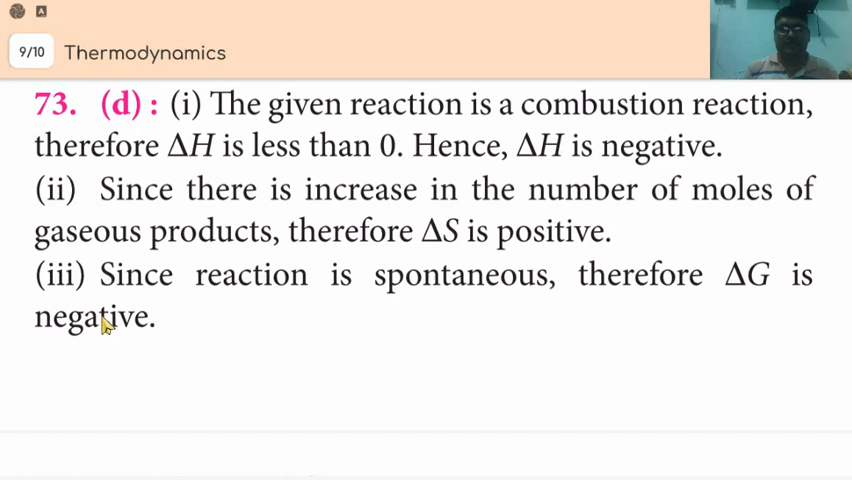 A
9/10 Thermodynamics
73. (d) : (i) The given reaction is a combustion reaction,
therefore ΔH is less than 0. Hence, ΔH is negative.
(ii) Since there is increase in the number of moles of
gaseous products, therefore ΔS is positive.
(iii) Since reaction is spontaneous, therefore ΔG is
negative.